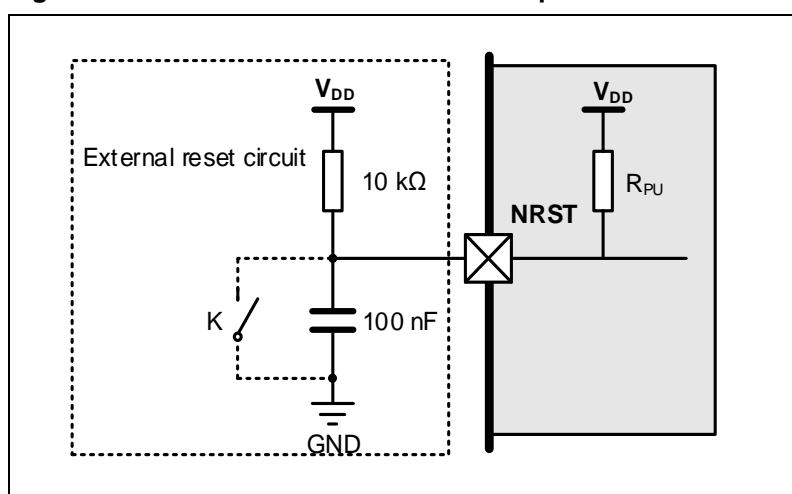 V_DD
V_DD
External reset circuit
10 kΩ
R_PU
NRST
K
100 nF
GND